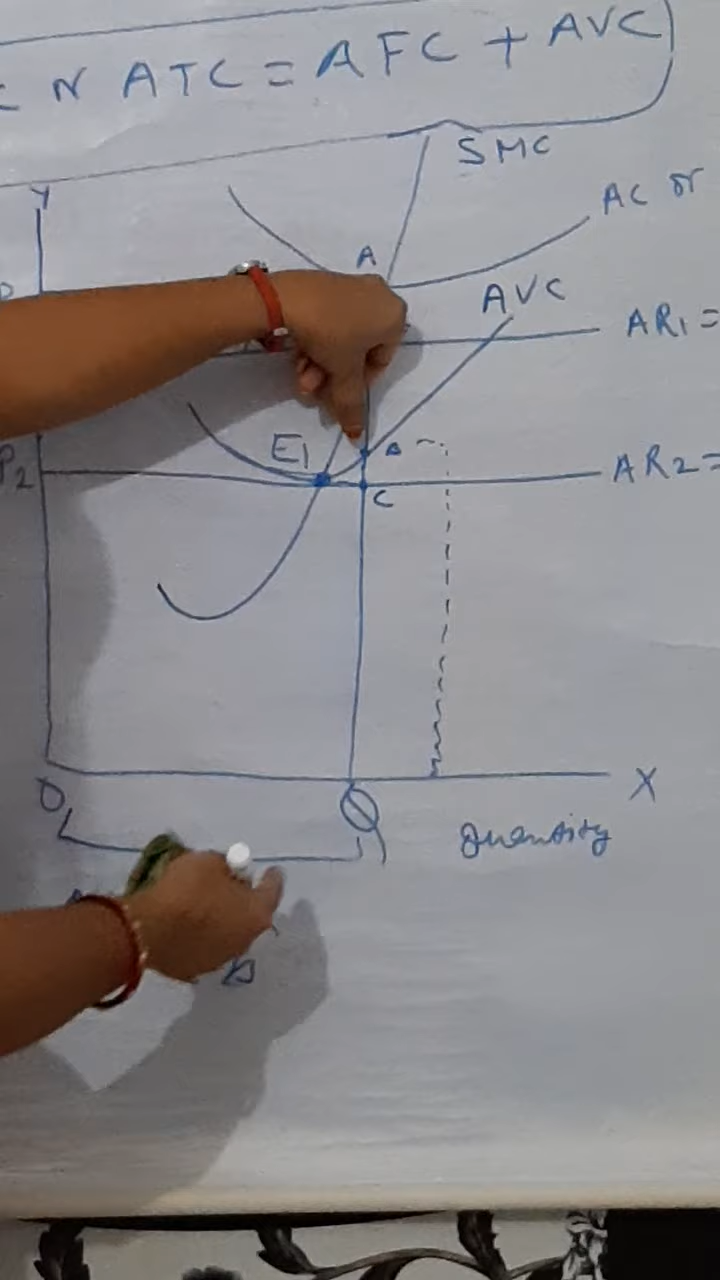 N ATC = AFC + AVC
SMC
Y
AC or
A
AVC
AR1 =
E1
B
P2
AR2 =
C
O
Q
X
Quantity